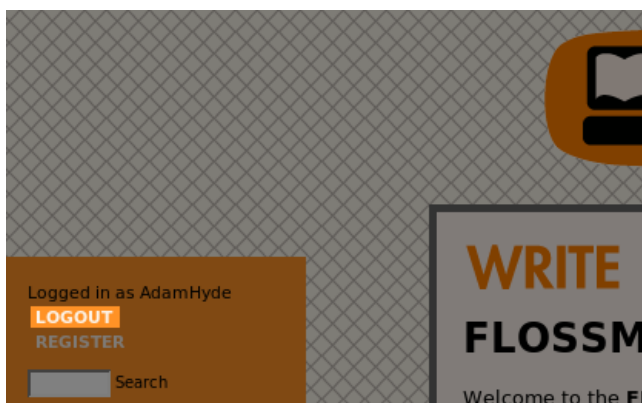 Logged in as AdamHyde
LOGOUT
REGISTER
Search
WRITE
FLOSSM
Welcome to the F